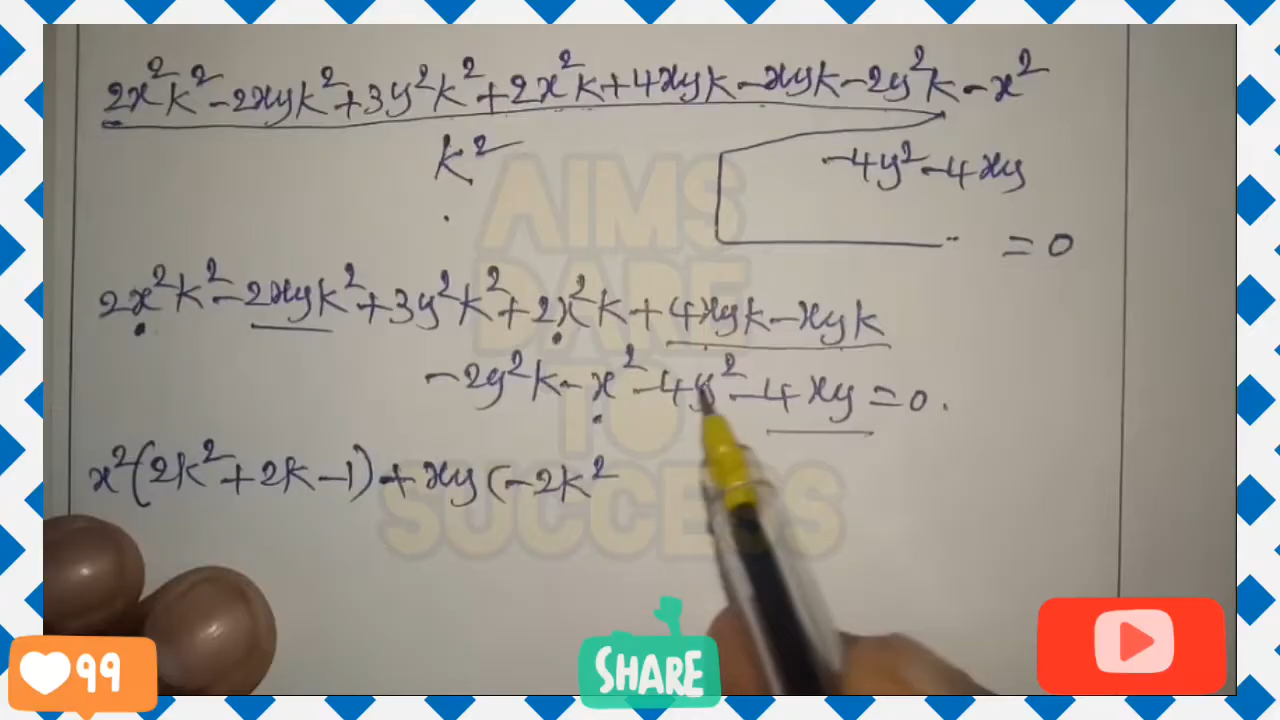 2x²k² - 2xyk² + 3y²k² + 2x²k + 4xyk - xyk - 2y²k - x²
k²
-4y² - 4xy
= 0
2x²k² - 2xyk² + 3y²k² + 2x²k + 4xyk - xyk
-2y²k - x² - 4y² - 4xy = 0.
x²(2k² + 2k - 1) + xy(-2k²
AIMS
DARE
TO
SUCCESS
99
SHARE